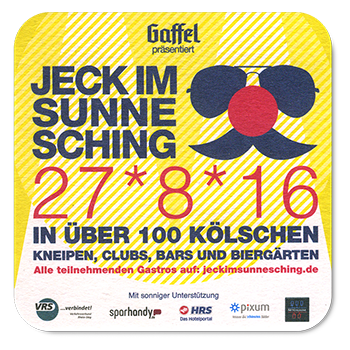 Gaffel
präsentiert
JECK IM
SUNNE
SCHING
27*8*16
IN ÜBER 100 KÖLSCHEN
KNEIPEN, CLUBS, BARS UND BIERGÄRTEN
Alle teilnehmenden Gastros auf: jeckimsunnesching.de
Mit sonniger Unterstützung
VRS ...verbindet!
sparhandy
HRS
Das Hotelportal
pixum